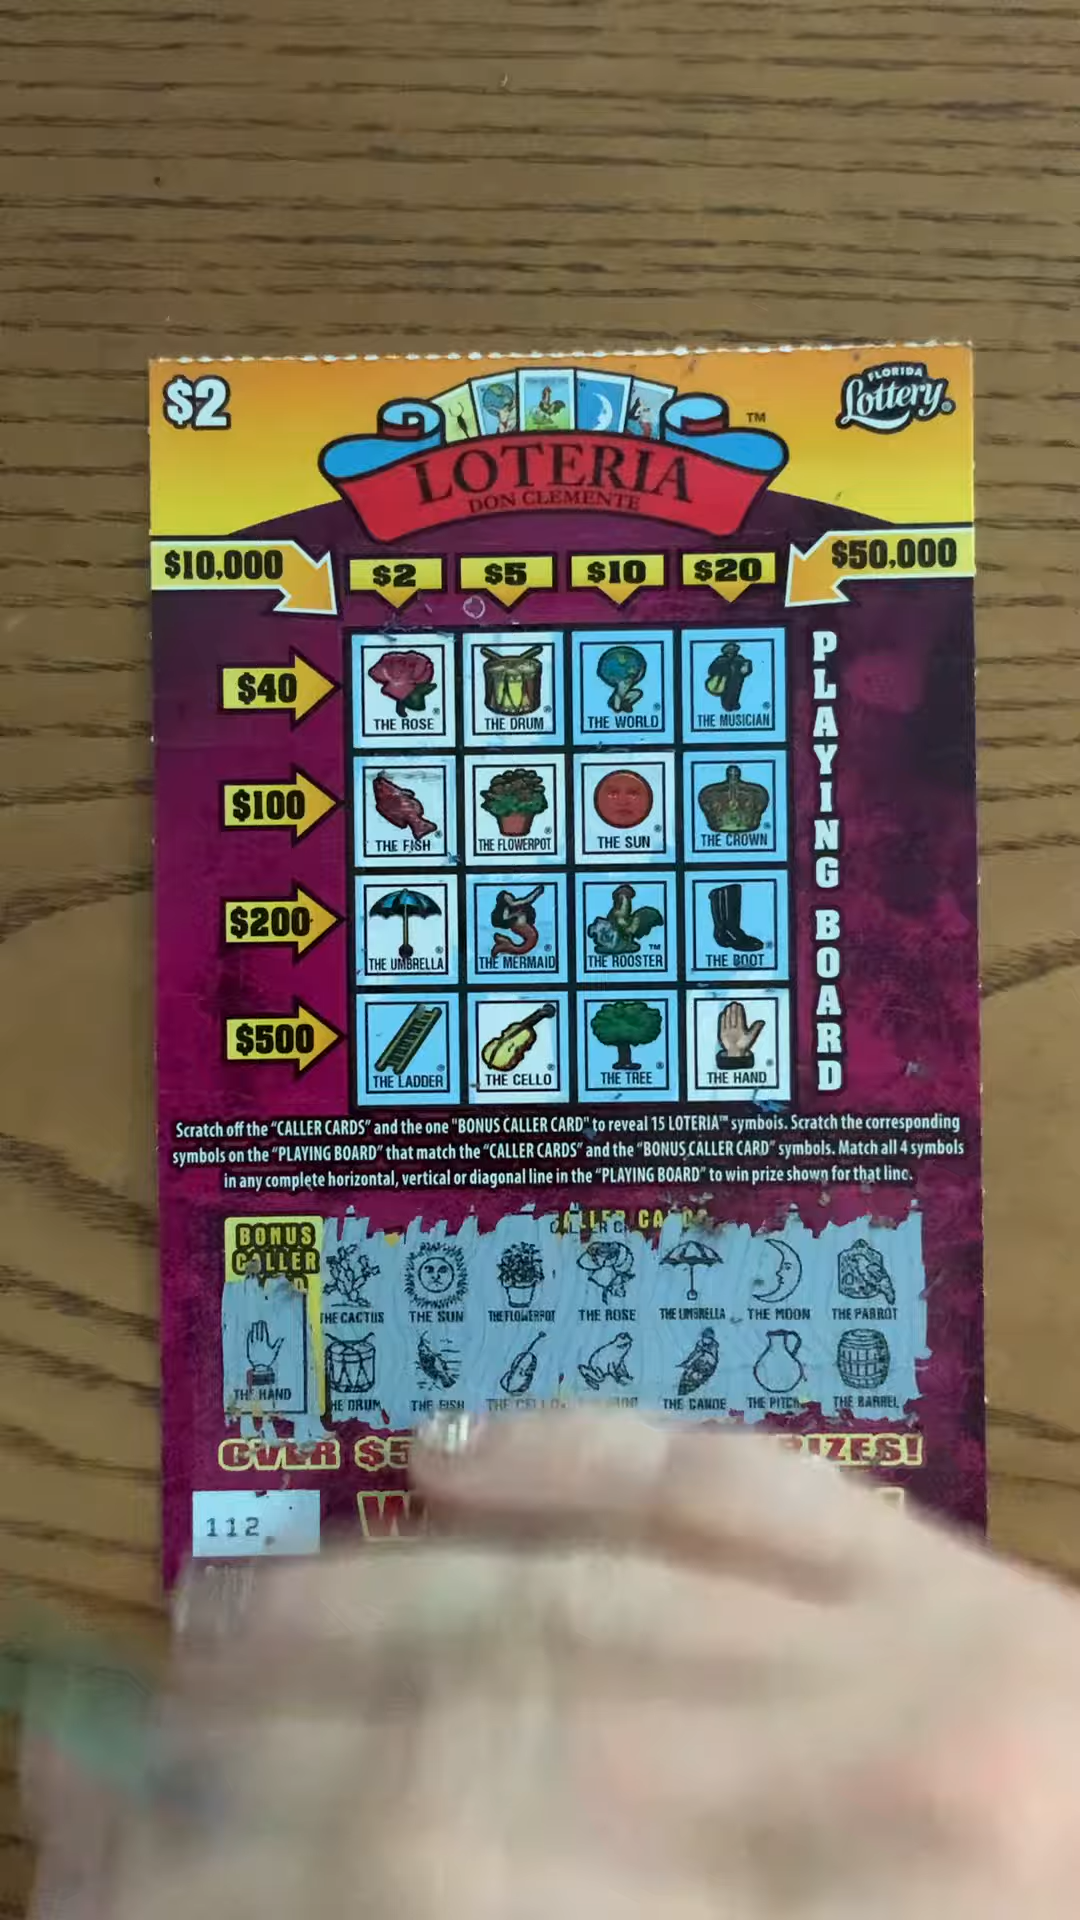 $2
FLORIDA
Lottery®
LOTERIA™
DON CLEMENTE
$10,000
$2 $5 $10 $20
$50,000
PLAYING BOARD
$40
THE ROSE THE DRUM THE WORLD THE MUSICIAN
$100
THE FISH THE FLOWERPOT THE SUN THE CROWN
$200
THE UMBRELLA THE MERMAID THE ROOSTER THE BOOT
$500
THE LADDER THE CELLO THE TREE THE HAND
Scratch off the "CALLER CARDS" and the one "BONUS CALLER CARD" to reveal 15 LOTERIA™ symbols. Scratch the corresponding
symbols on the "PLAYING BOARD" that match the "CALLER CARDS" and the "BONUS CALLER CARD" symbols. Match all 4 symbols
in any complete horizontal, vertical or diagonal line in the "PLAYING BOARD" to win prize shown for that line.
BONUS
CALLER
THE HAND
THE CACTUS THE SUN THE FLOWERPOT THE ROSE THE UMBRELLA THE MOON THE PARROT
DRUM THE FISH THE CELLO THE CANOE THE THE BARREL
OVER
112